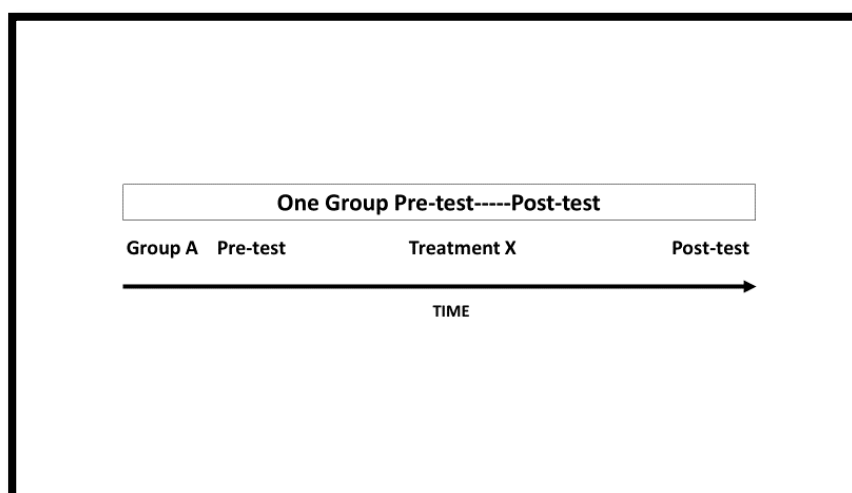 One Group Pre-test-----Post-test
Group A Pre-test Treatment X Post-test
TIME